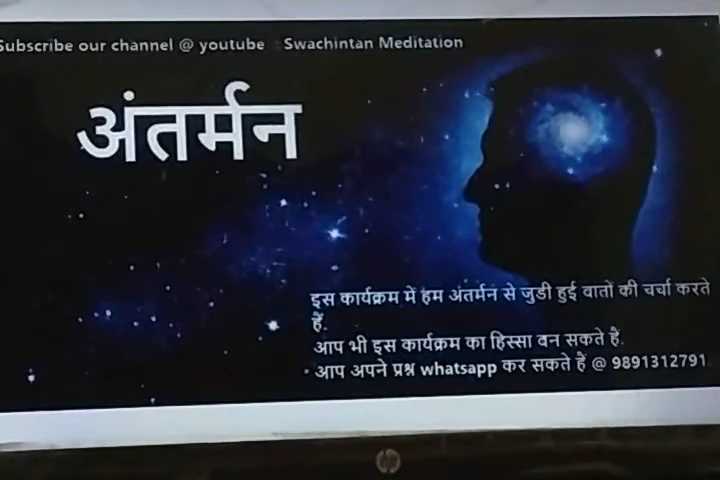 Subscribe our channel @ youtube : Swachintan Meditation
अंतर्मन
इस कार्यक्रम में हम अंतर्मन से जुडी हुई वातों की चर्चा करते
हैं.
आप भी इस कार्यक्रम का हिस्सा वन सकते है.
• आप अपने प्रश्न whatsapp कर सकते हैं @ 9891312791
hp